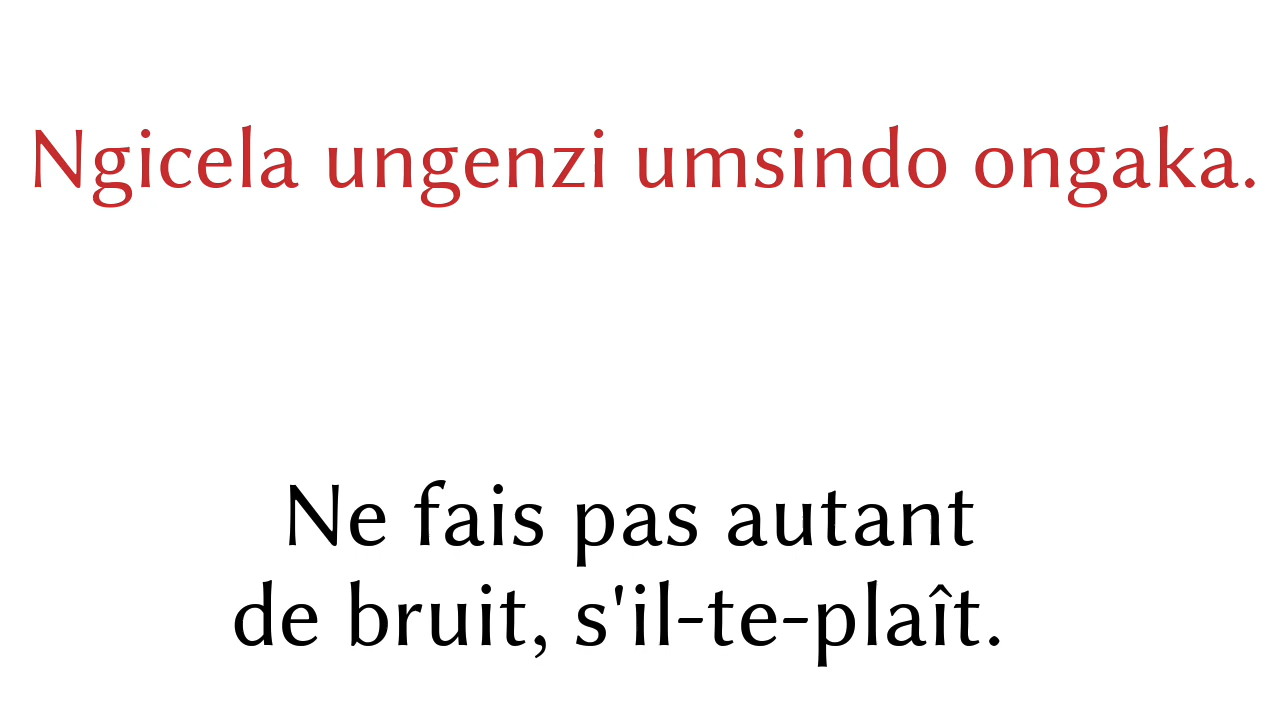 Ngicela ungenzi umsindo ongaka.
Ne fais pas autant
de bruit, s'il-te-plaît.